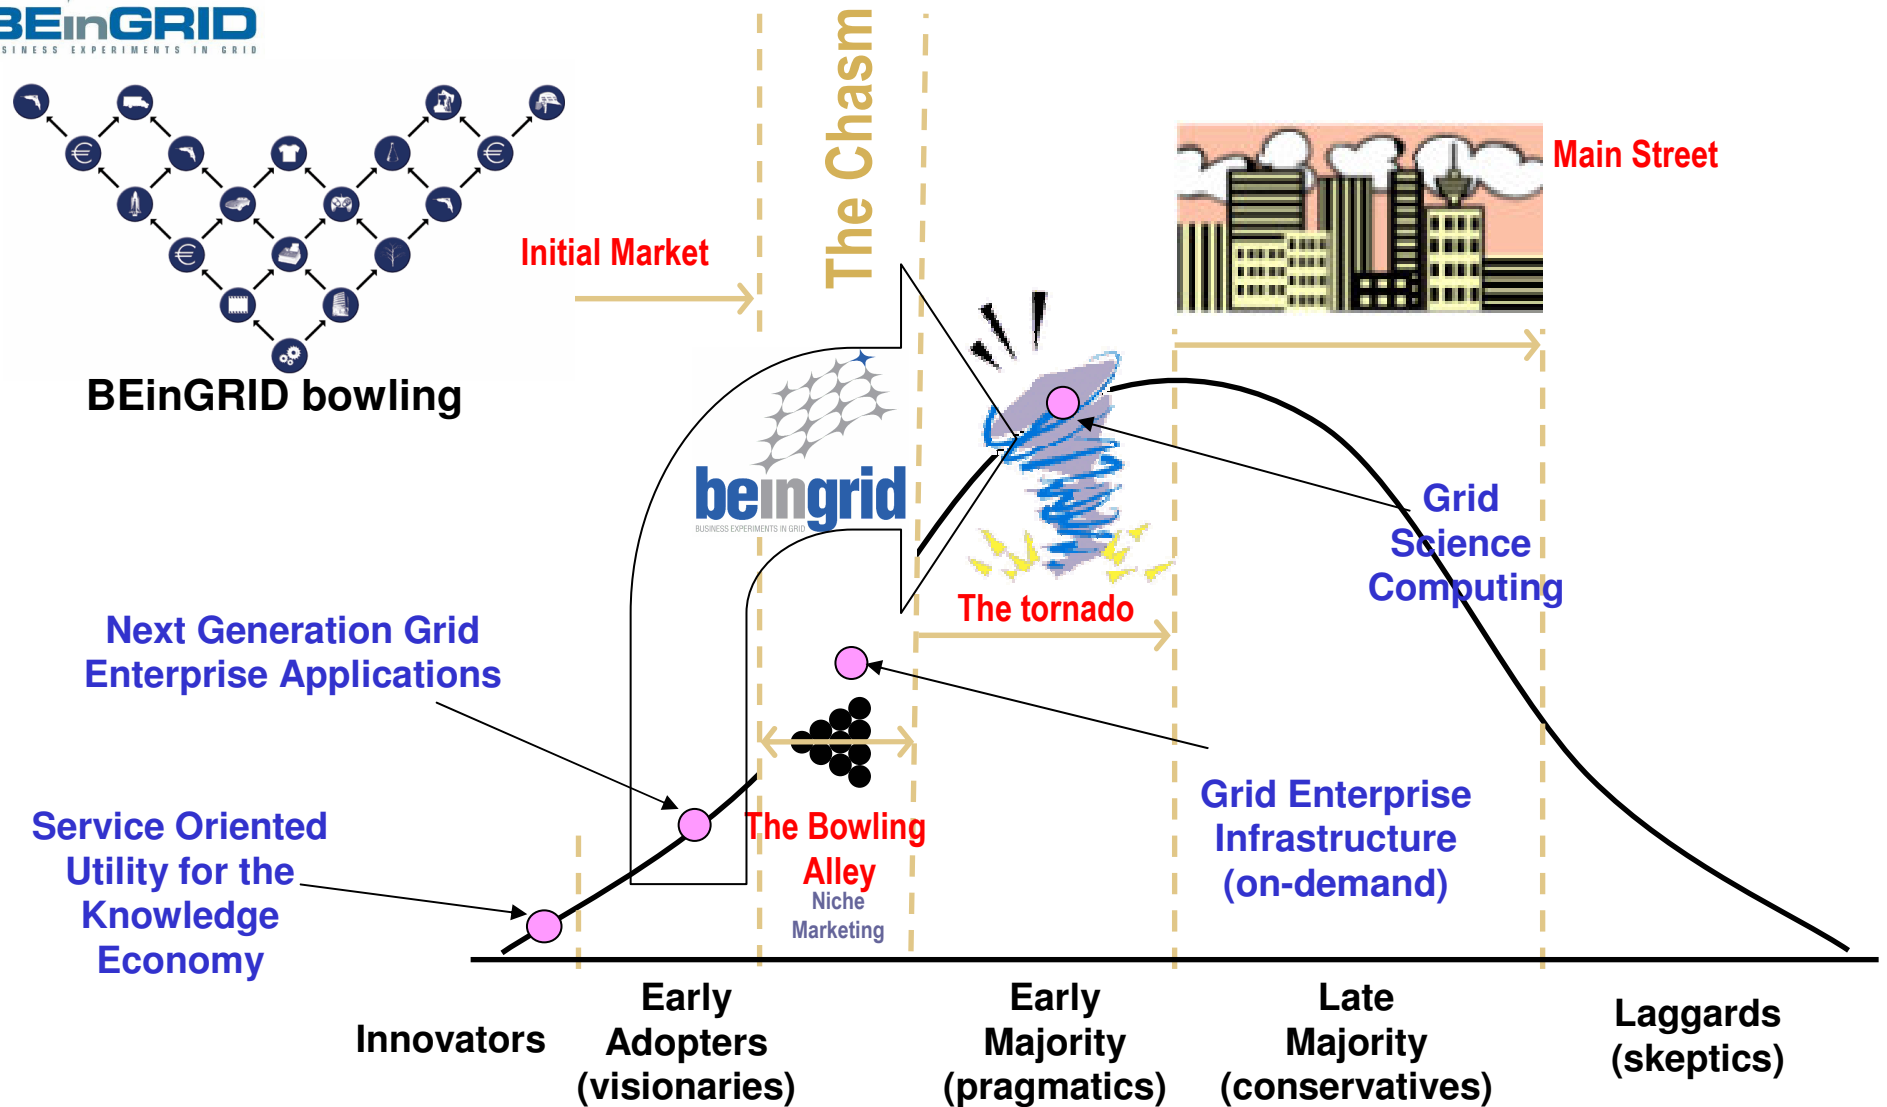 BEinGRID
BUSINESS EXPERIMENTS IN GRID
BEinGRID bowling
Initial Market
The Chasm
Main Street
beingrid
BUSINESS EXPERIMENTS IN GRID
The tornado
Grid
Science
Computing
Next Generation Grid
Enterprise Applications
Service Oriented
Utility for the
Knowledge
Economy
The Bowling
Alley
Niche
Marketing
Grid Enterprise
Infrastructure
(on-demand)
Innovators
Early
Adopters
(visionaries)
Early
Majority
(pragmatics)
Late
Majority
(conservatives)
Laggards
(skeptics)